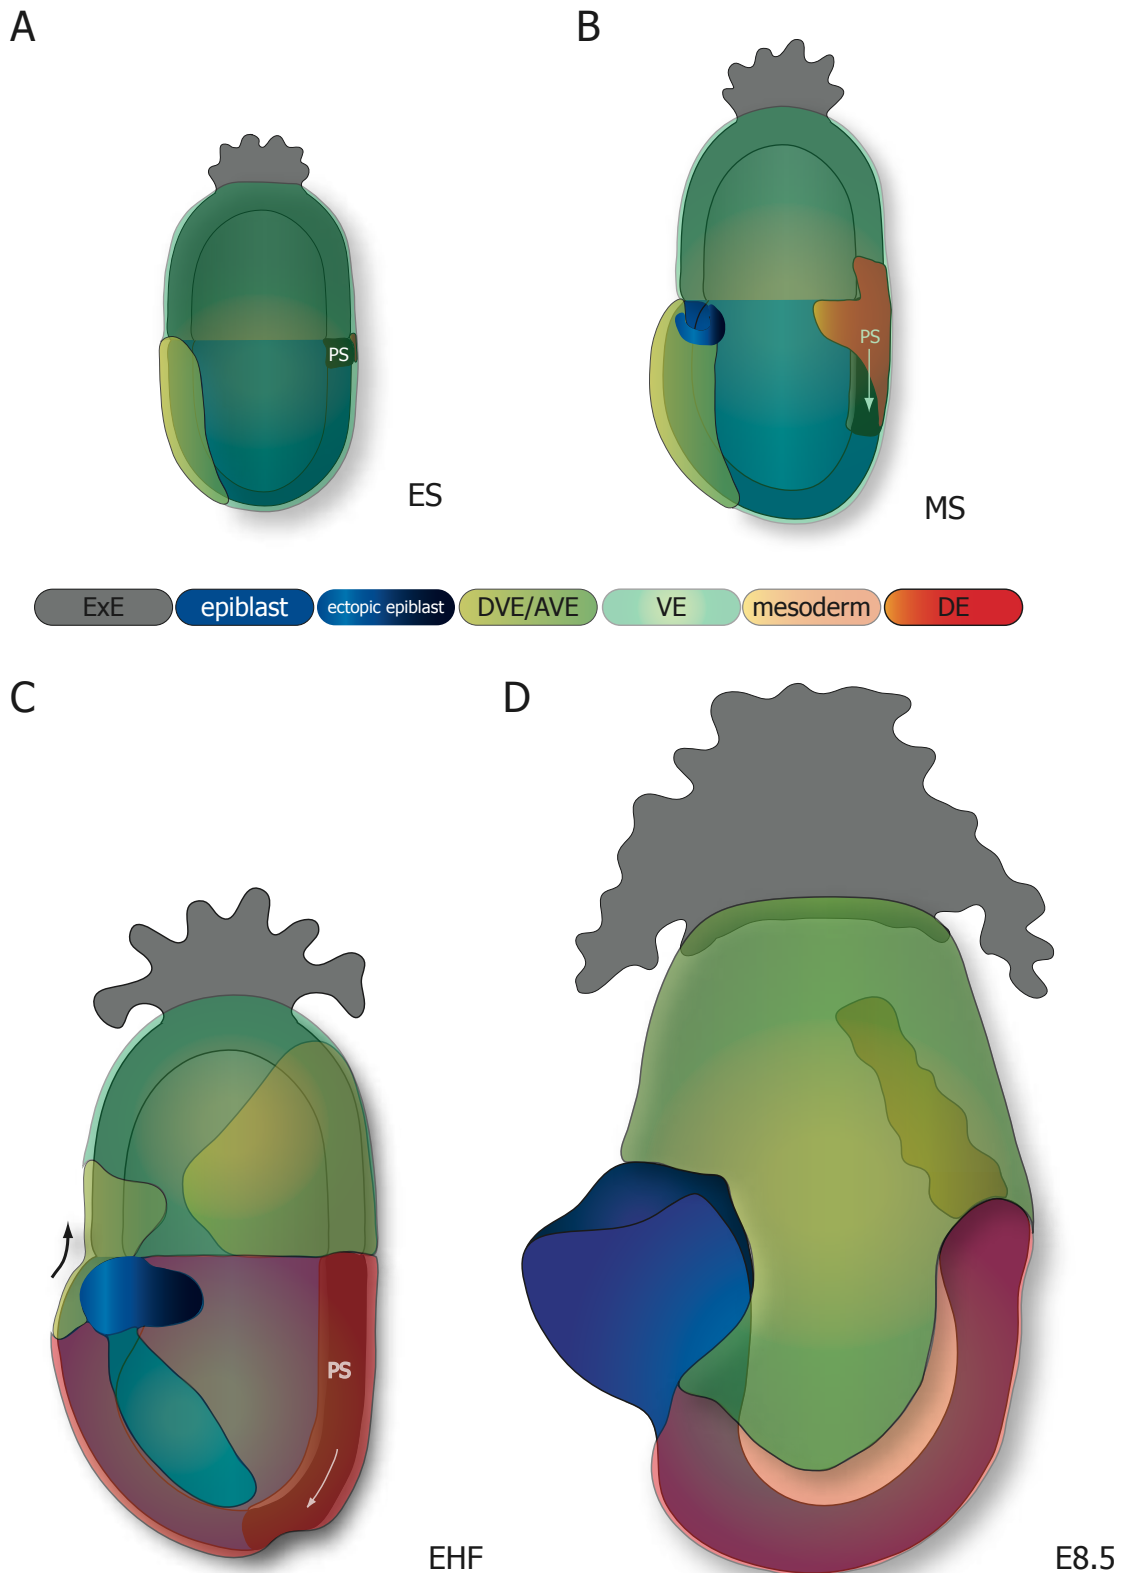 A
B
PS
PS
ES
MS
ExE
epiblast
ectopic epiblast
DVE/AVE
VE
mesoderm
DE
C
D
PS
EHF
E8.5